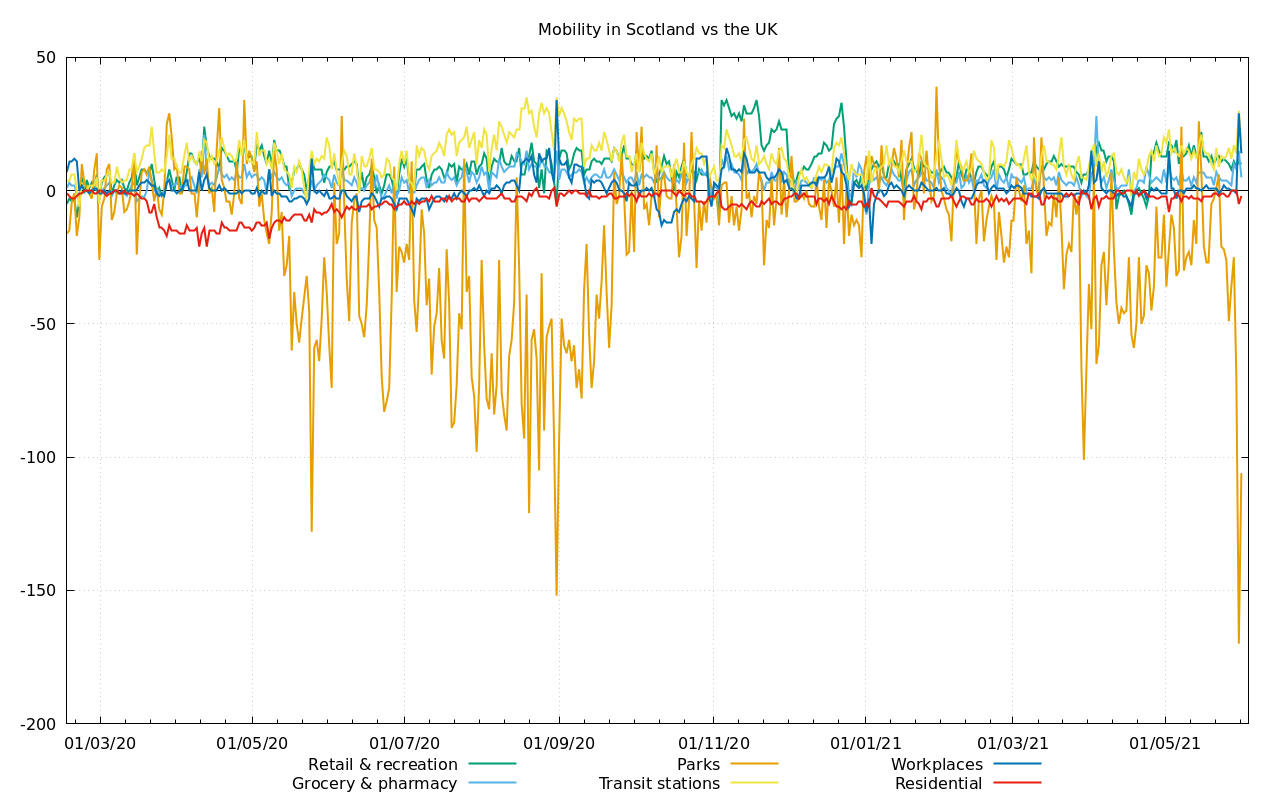 Mobility in Scotland vs the UK
50
0
-50
-100
-150
-200
01/03/20 01/05/20 01/07/20 01/09/20 01/11/20 01/01/21 01/03/21 01/05/21
Retail & recreation Parks Workplaces
Grocery & pharmacy Transit stations Residential